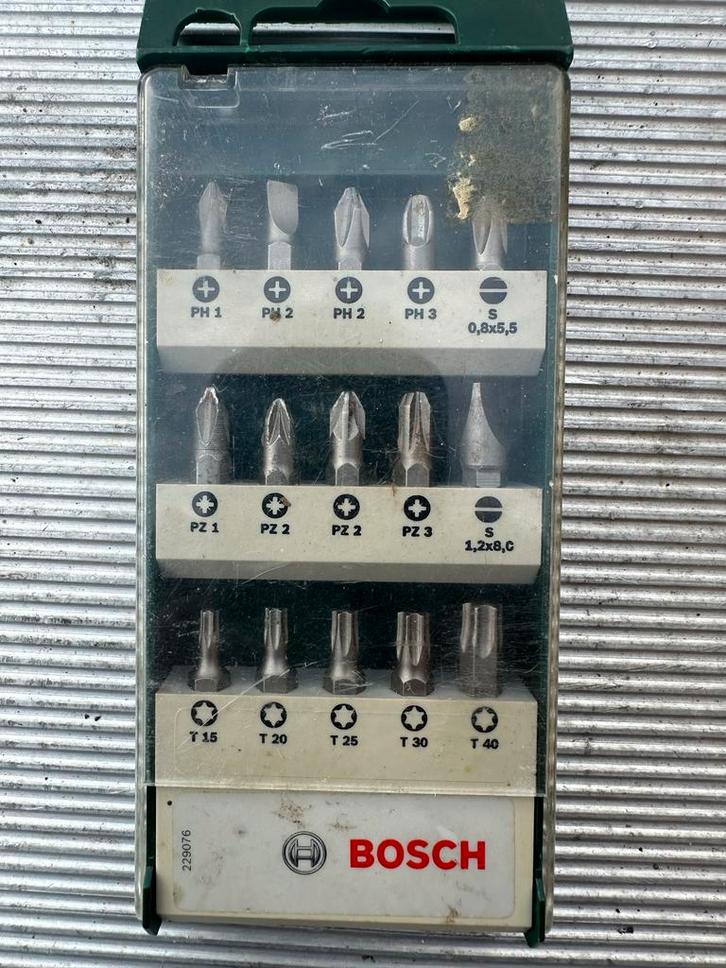 PH 1 PH 2 PH 2 PH 3 S
0,8x5,5
PZ 1 PZ 2 PZ 2 PZ 3 S
1,2x8,0
T 15 T 20 T 25 T 30 T 40
229076
BOSCH